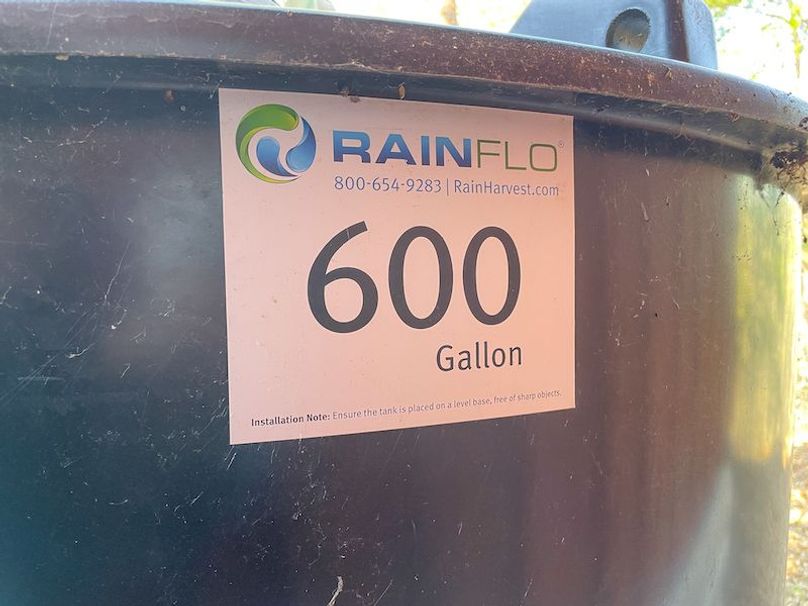 RAINFLO®
800-654-9283 | RainHarvest.com
600
Gallon
Installation Note: Ensure the tank is placed on a level base, free of sharp objects.